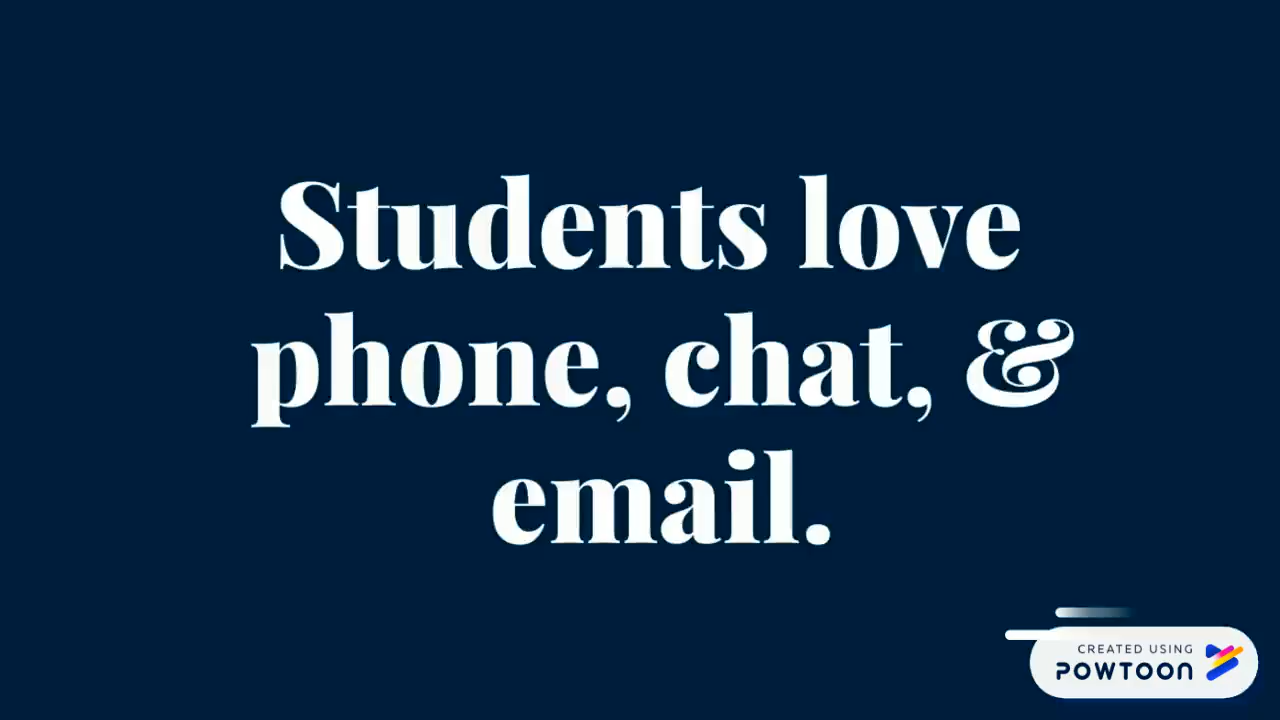 Students love
phone, chat, &
email.
CREATED USING
POWTOON